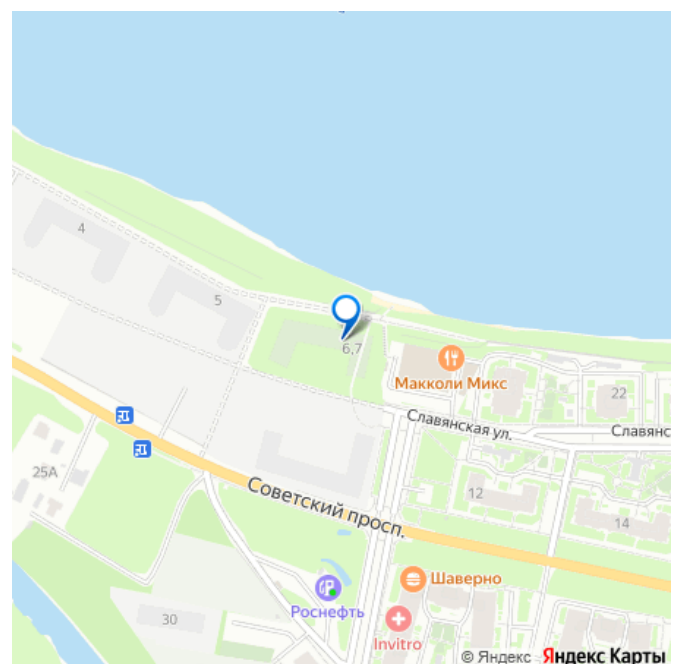 4
5
6,7
Макколи Микс
22
Славянская ул.
Славянс
25А
12
Советский просп.
14
Шаверно
Роснефть
30
Invitro
© Яндекс Яндекс Карты